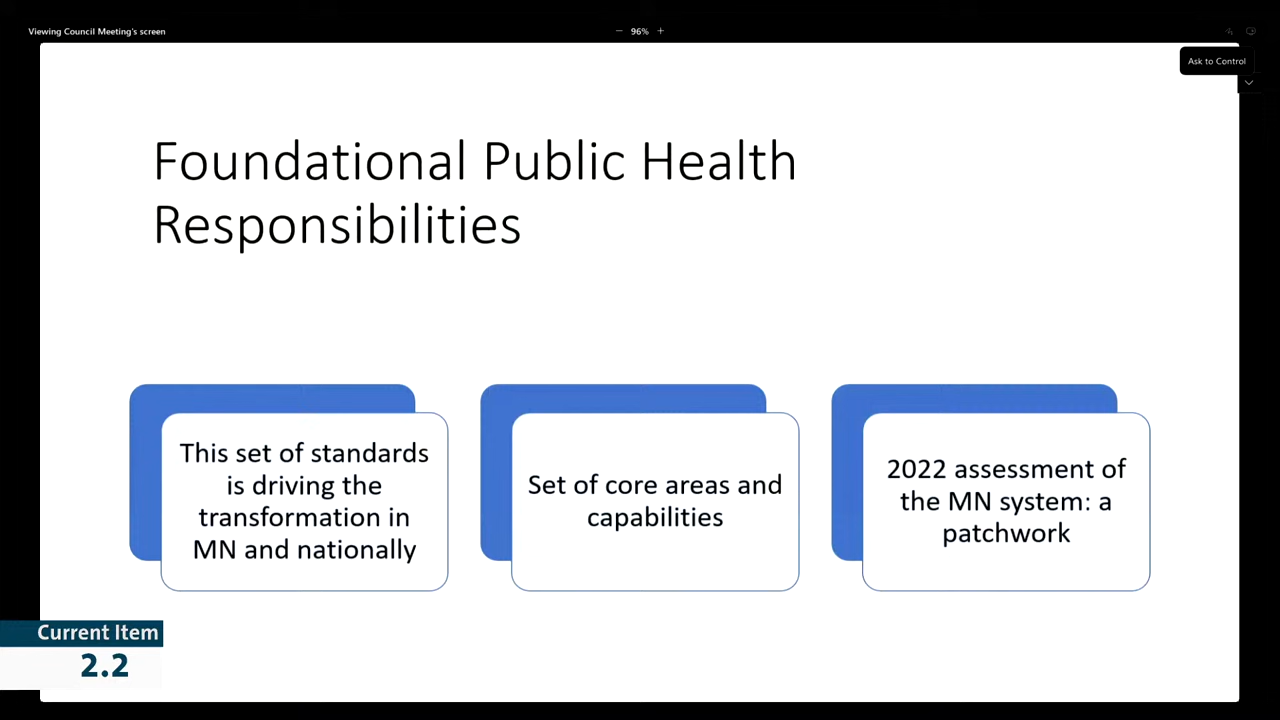 Viewing Council Meeting's screen
− 96% +
Ask to Control
Foundational Public Health
Responsibilities
This set of standards
is driving the
transformation in
MN and nationally
Set of core areas and
capabilities
2022 assessment of
the MN system: a
patchwork
Current Item
2.2